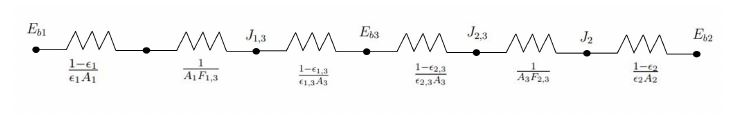 E_{b1} J_{1,3} E_{b3} J_{2,3} J_2 E_{b2}
\frac{1-\epsilon_1}{\epsilon_1 A_1} \frac{1}{A_1 F_{1,3}} \frac{1-\epsilon_{1,3}}{\epsilon_{1,3} A_3} \frac{1-\epsilon_{2,3}}{\epsilon_{2,3} A_3} \frac{1}{A_3 F_{2,3}} \frac{1-\epsilon_2}{\epsilon_2 A_2}